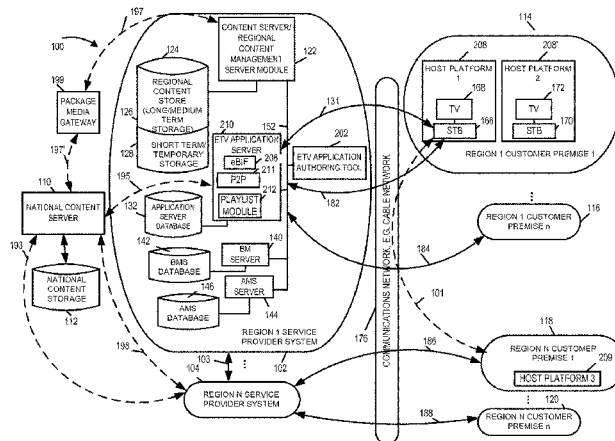 100
197
199
PACKAGE
MEDIA
GATEWAY
197'
110
NATIONAL CONTENT
SERVER
193
NATIONAL
CONTENT
STORAGE
112
198
CONTENT SERVER/
REGIONAL
CONTENT
MANAGEMENT
SERVER MODULE
122
124
REGIONAL
CONTENT
STORE
(LONG/MEDIUM
TERM STORAGE)
126
SHORT TERM/
TEMPORARY
STORAGE
128
210
152
ETV APPLICATION
SERVER
eBIF
206
P2P
211
PLAYLIST
MODULE
212
202
ETV APPLICATION
AUTHORING TOOL
195
132
APPLICATION
SERVER
DATABASE
142
BMS
DATABASE
140
BM
SERVER
146
AMS SERVER
144
AMS
DATABASE
REGION 1 SERVICE
PROVIDER SYSTEM
103
102
104
REGION N SERVICE
PROVIDER SYSTEM
131
182
184
101
176
186
188
COMMUNICATIONS NETWORK, E.G. CABLE NETWORK
114
208
208'
HOST PLATFORM
1
168
TV
STB
166
HOST PLATFORM
2
172
TV
STB
170
REGION 1 CUSTOMER
PREMISE 1
REGION 1 CUSTOMER
PREMISE n
116
118
REGION N CUSTOMER
PREMISE 1
209
HOST PLATFORM 3
120
REGION N CUSTOMER
PREMISE n